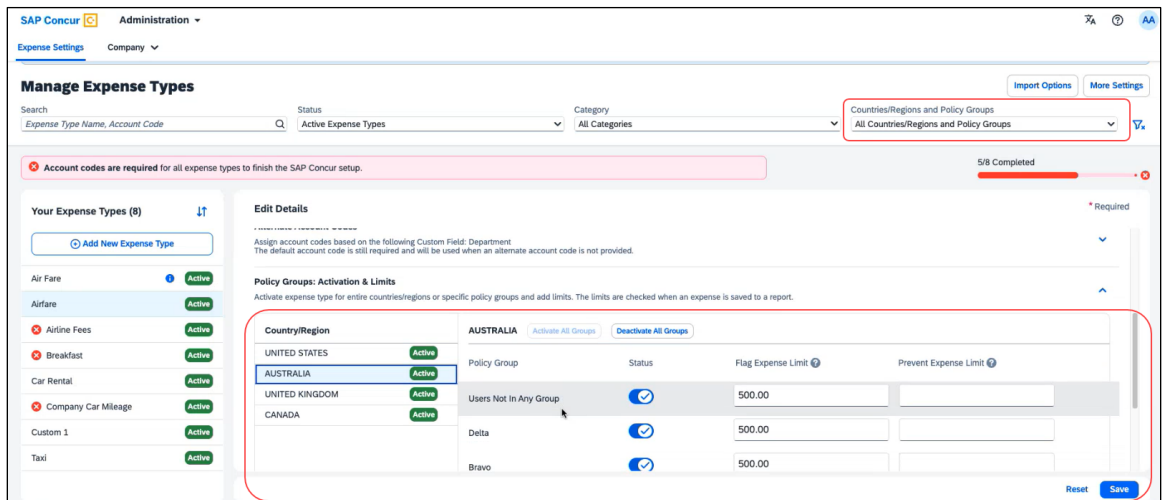 SAP Concur Administration AA
Expense Settings Company
Manage Expense Types Import Options More Settings
Search Status Category Countries/Regions and Policy Groups
Expense Type Name, Account Code Active Expense Types All Categories All Countries/Regions and Policy Groups
Account codes are required for all expense types to finish the SAP Concur setup. 5/8 Completed
Your Expense Types (8)
Add New Expense Type
Air Fare Active
Airfare Active
Airline Fees Active
Breakfast Active
Car Rental Active
Company Car Mileage Active
Custom 1 Active
Taxi Active
Edit Details * Required
Alternate Account Codes
Assign account codes based on the following Custom Field: Department
The default account code is still required and will be used when an alternate account code is not provided.
Policy Groups: Activation & Limits
Activate expense type for entire countries/regions or specific policy groups and add limits. The limits are checked when an expense is saved to a report.
Country/Region
UNITED STATES Active
AUSTRALIA Active
UNITED KINGDOM Active
CANADA Active
AUSTRALIA Activate All Groups Deactivate All Groups
Policy Group Status Flag Expense Limit Prevent Expense Limit
Users Not In Any Group 500.00
Delta 500.00
Bravo 500.00
Reset Save